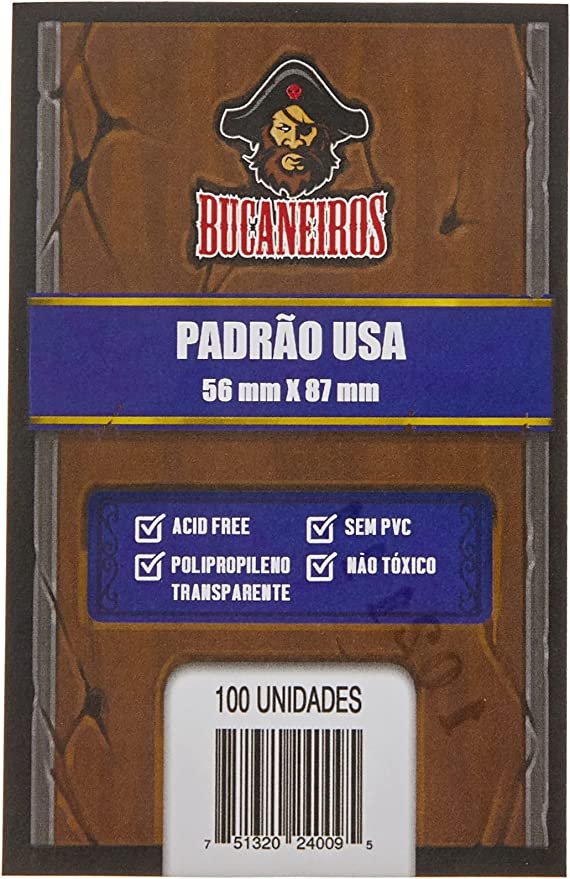 BUCANEIROS
PADRÃO USA
56 mm X 87 mm
ACID FREE
SEM PVC
POLIPROPILENO
TRANSPARENTE
NÃO TÓXICO
100 UNIDADES
7 51320 24009 5